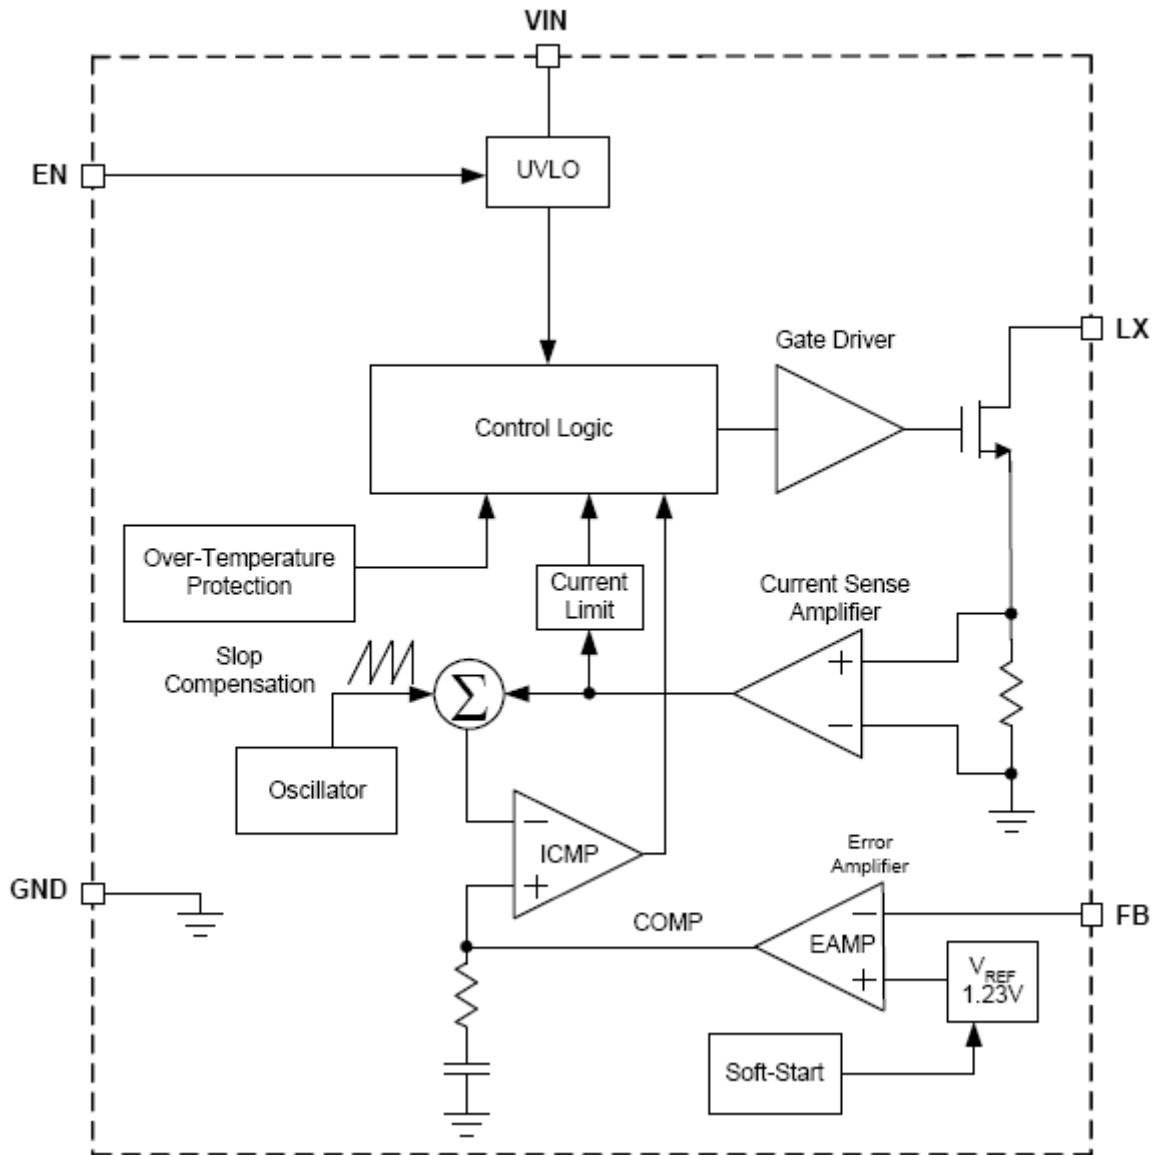 VIN
EN
UVLO
LX
Gate Driver
Control Logic
Over-Temperature
Protection
Current
Limit
Current Sense
Amplifier
+
−
Slop
Compensation
Σ
Oscillator
−
ICMP
+
Error
Amplifier
GND
COMP
−
EAMP
+
FB
VREF
1.23V
Soft-Start